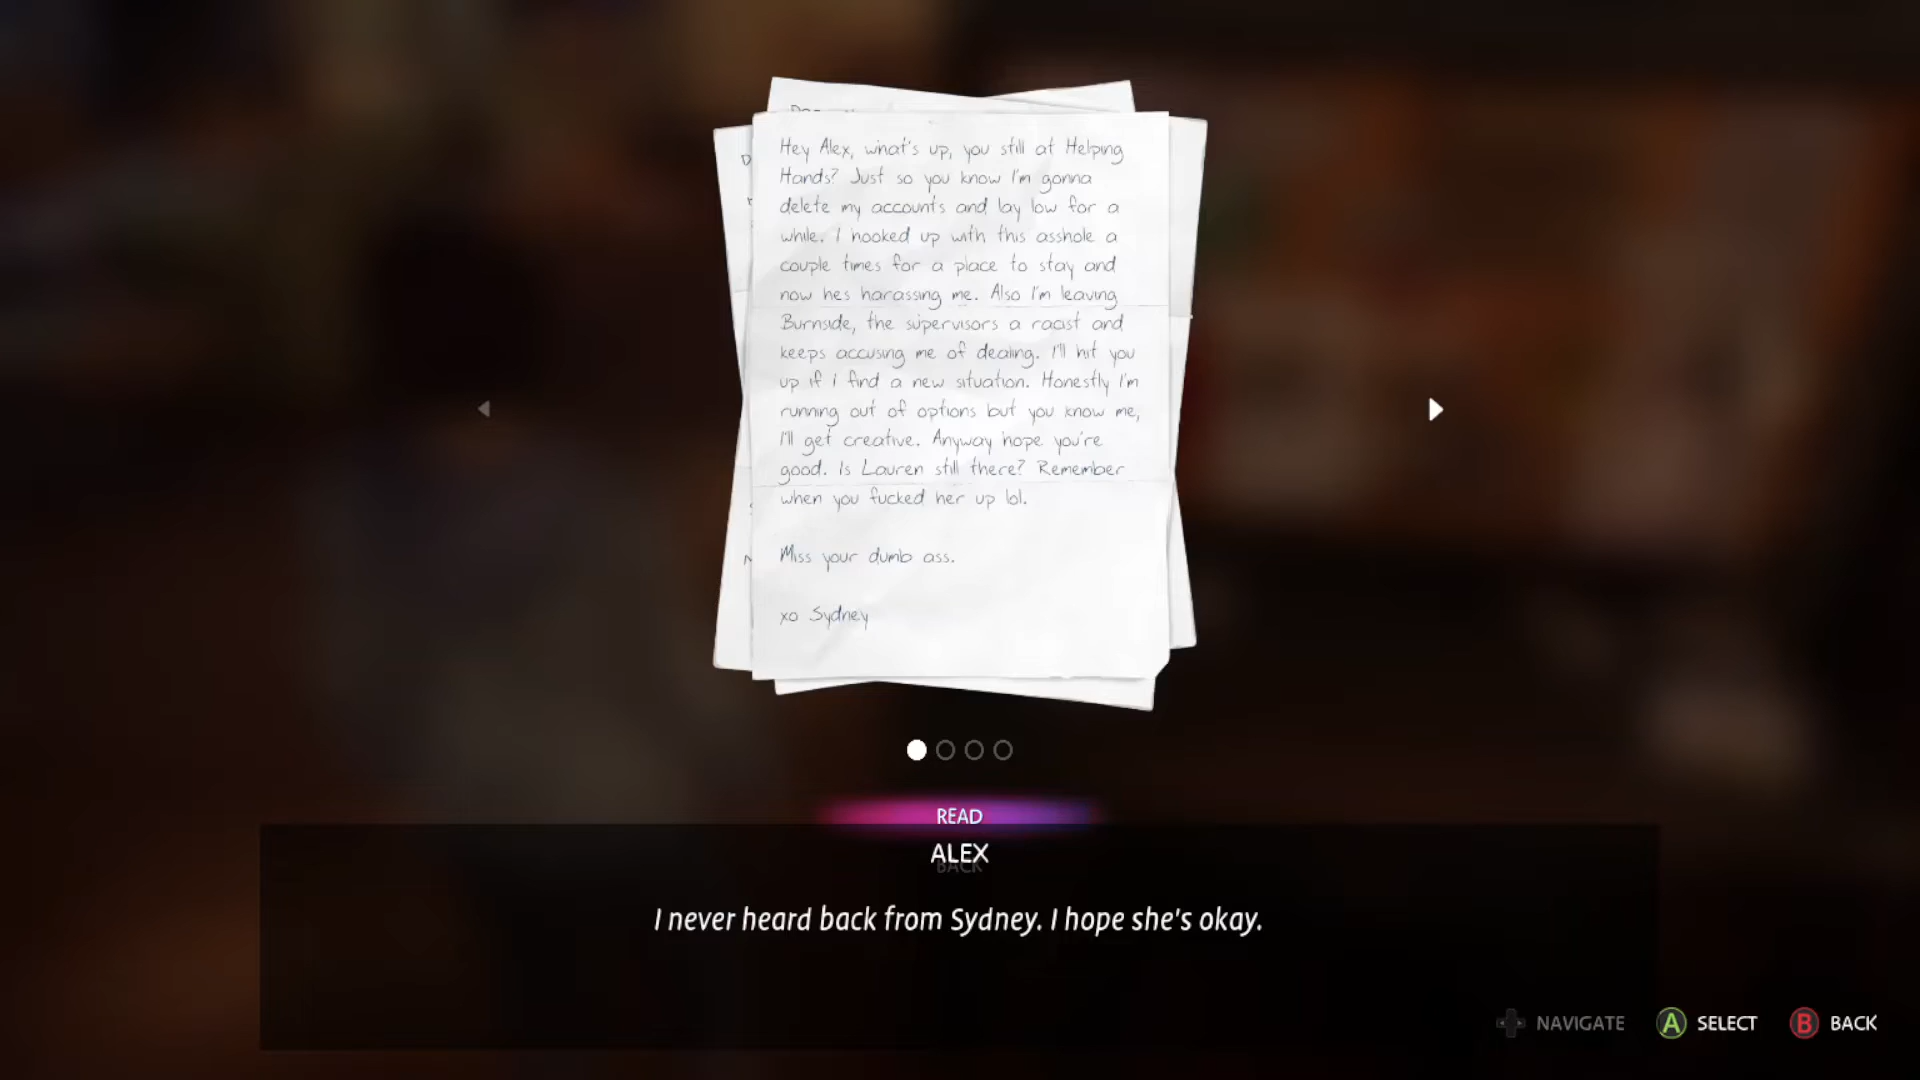 Hey Alex, what's up, you still at Helping
Hands? Just so you know I'm gonna
delete my accounts and lay low for a
while. I hooked up with this asshole a
couple times for a place to stay and
now hes harassing me. Also I'm leaving
Burnside, the supervisors a racist and
keeps accusing me of dealing. I'll hit you
up if I find a new situation. Honestly I'm
running out of options but you know me,
I'll get creative. Anyway hope you're
good. Is Lauren still there? Remember
when you fucked her up lol.
Miss your dumb ass.
xo Sydney
READ
ALEX
BACK
I never heard back from Sydney. I hope she's okay.
NAVIGATE
A SELECT
B BACK